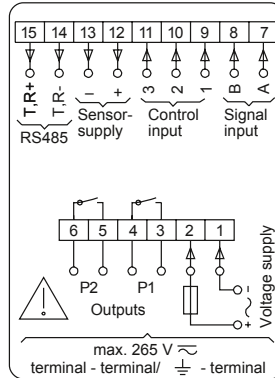 15 14 13 12 11 10 9 8 7
T,R+ T,R- – + 3 2 1 B A
RS485 Sensor- supply Control input Signal input
6 5 4 3 2 1
P2 P1
Outputs
- ~ +
Voltage supply
max. 265 V
terminal - terminal/ - terminal